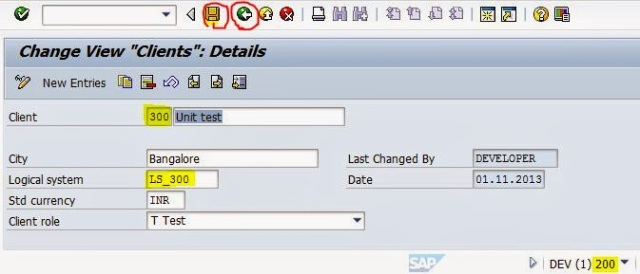 Change View "Clients": Details
New Entries
Client 300 Unit test
City Bangalore Last Changed By DEVELOPER
Logical system LS_300 Date 01.11.2013
Std currency INR
Client role T Test
SAP DEV (1) 200